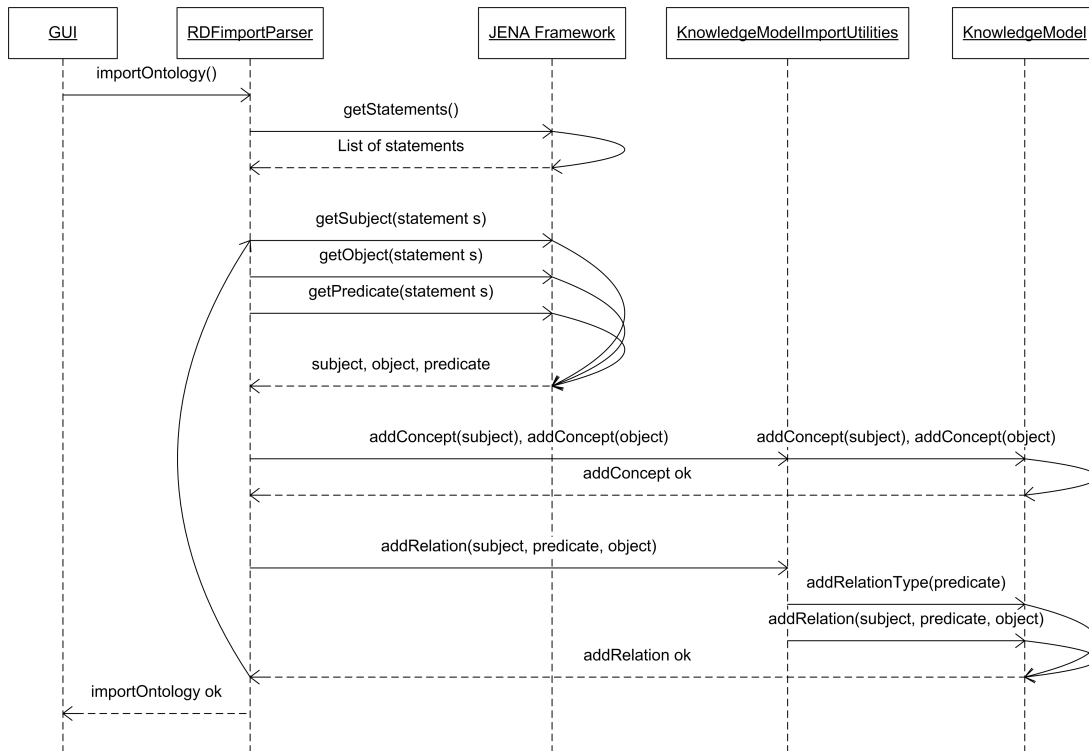 GUI
RDFimportParser
JENA Framework
KnowledgeModelImportUtilities
KnowledgeModel
importOntology()
getStatements()
List of statements
getSubject(statement s)
getObject(statement s)
getPredicate(statement s)
subject, object, predicate
addConcept(subject), addConcept(object)
addConcept(subject), addConcept(object)
addConcept ok
addRelation(subject, predicate, object)
addRelationType(predicate)
addRelation(subject, predicate, object)
addRelation ok
importOntology ok